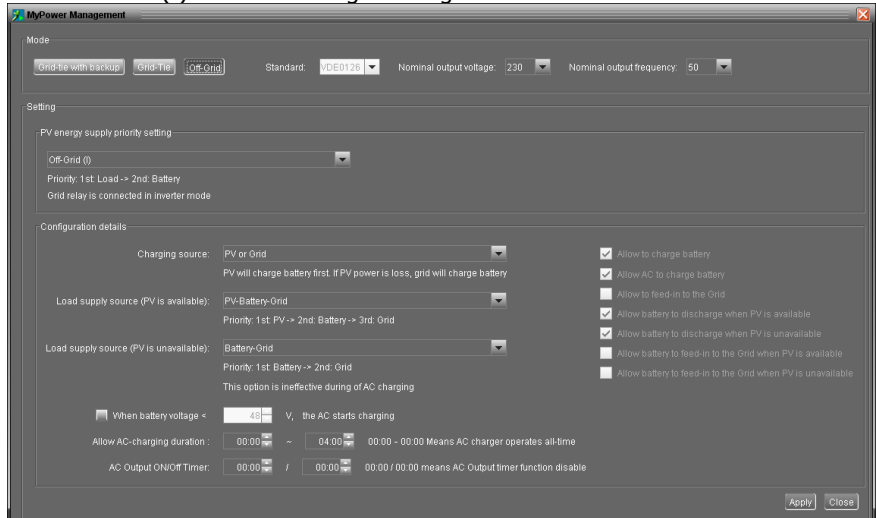 MyPower Management
Mode
Grid-tie with backup Grid-Tie Off-Grid Standard: VDE0126 Nominal output voltage: 230 Nominal output frequency: 50
Setting
PV energy supply priority setting
Off-Grid (I)
Priority: 1st: Load -> 2nd: Battery
Grid relay is connected in inverter mode
Configuration details
Charging source: PV or Grid
PV will charge battery first. If PV power is loss, grid will charge battery
Load supply source (PV is available): PV-Battery-Grid
Priority: 1st: PV -> 2nd: Battery -> 3rd: Grid
Load supply source (PV is unavailable): Battery-Grid
Priority: 1st: Battery -> 2nd: Grid
This option is ineffective during of AC charging
When battery voltage < 48 V, the AC starts charging
Allow AC-charging duration : 00:00 ~ 04:00 00:00 - 00:00 Means AC charger operates all-time
AC Output ON/Off Timer: 00:00 / 00:00 00:00 / 00:00 means AC Output timer function disable
Allow to charge battery
Allow AC to charge battery
Allow to feed-in to the Grid
Allow battery to discharge when PV is available
Allow battery to discharge when PV is unavailable
Allow battery to feed-in to the Grid when PV is available
Allow battery to feed-in to the Grid when PV is unavailable
Apply Close